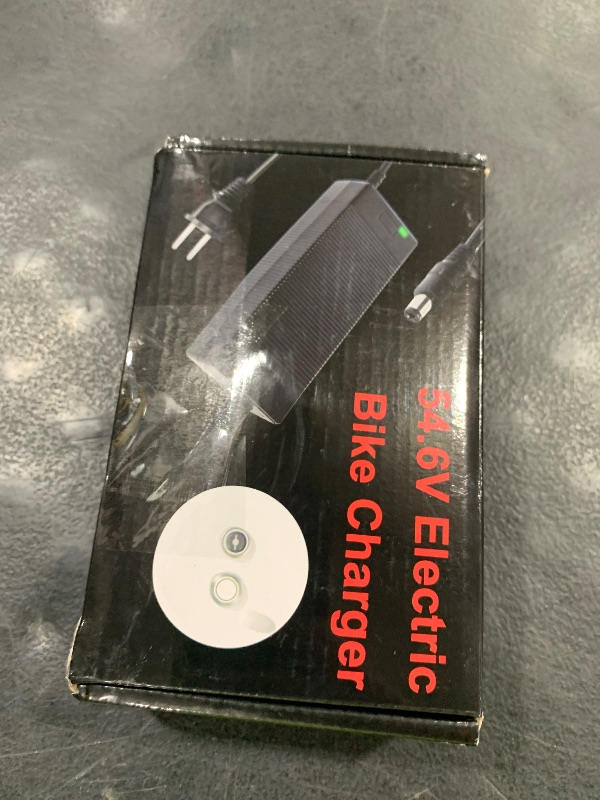 54.6V Electric
Bike Charger